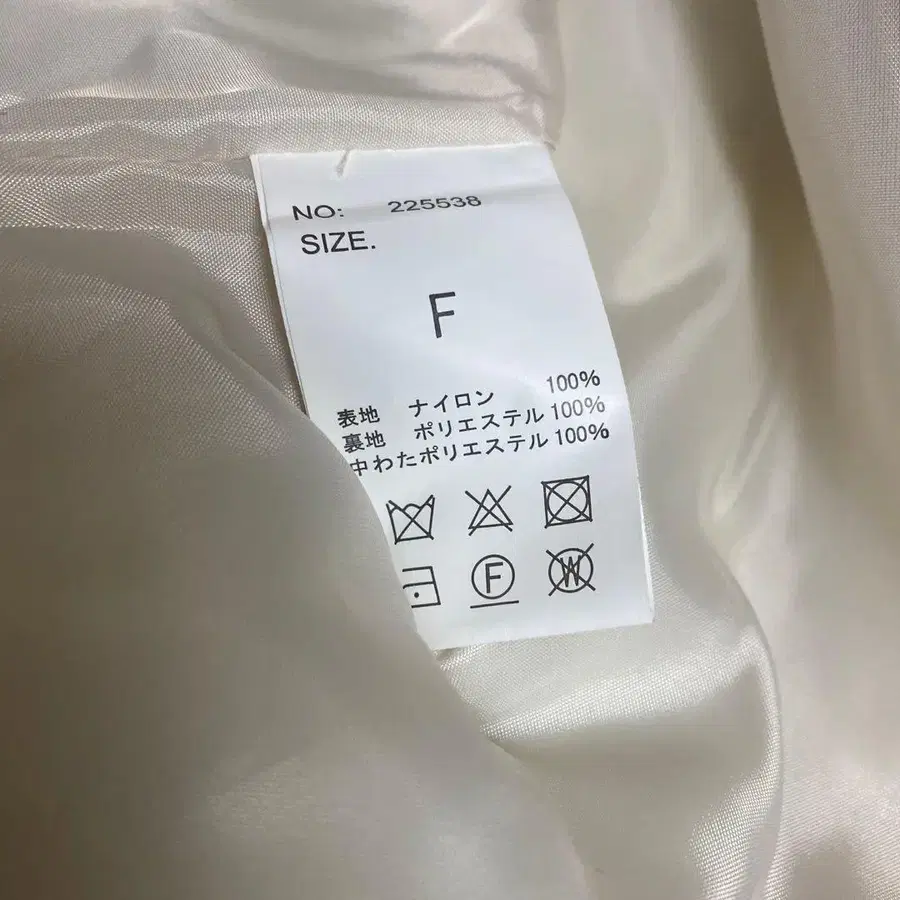 NO: 225538
SIZE.
F
表地 ナイロン 100%
裏地 ポリエステル 100%
中わたポリエステル 100%
F
W